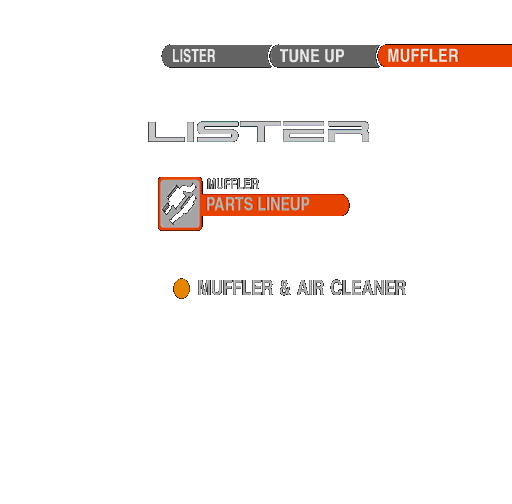 LISTER TUNE UP MUFFLER
LISTER
MUFFLER
PARTS LINEUP
MUFFLER & AIR CLEANER